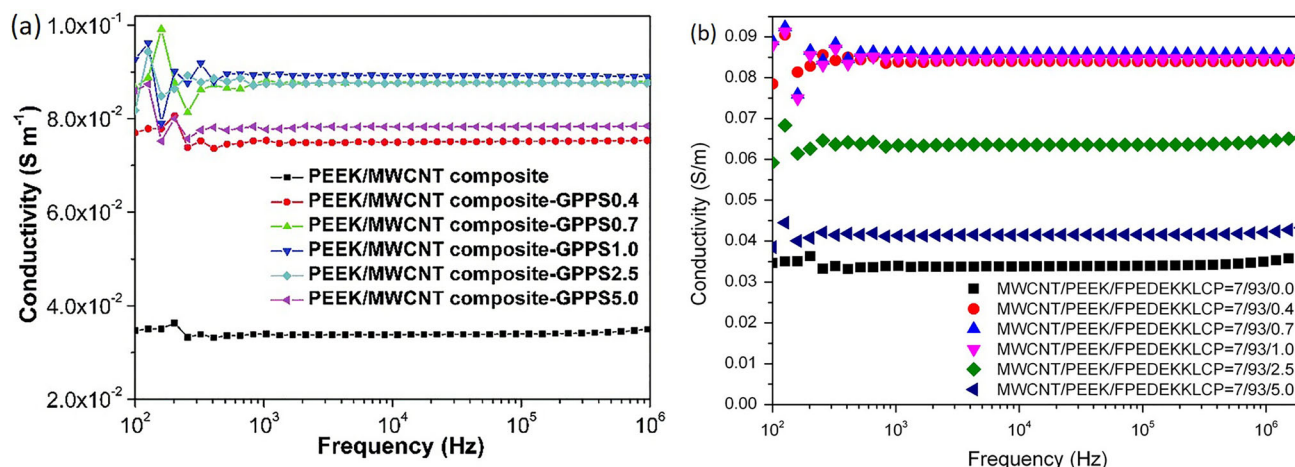 (a)
1.0x10⁻¹
8.0x10⁻²
6.0x10⁻²
4.0x10⁻²
2.0x10⁻²
Conductivity (S m⁻¹)
PEEK/MWCNT composite
PEEK/MWCNT composite-GPPS0.4
PEEK/MWCNT composite-GPPS0.7
PEEK/MWCNT composite-GPPS1.0
PEEK/MWCNT composite-GPPS2.5
PEEK/MWCNT composite-GPPS5.0
10² 10³ 10⁴ 10⁵ 10⁶
Frequency (Hz)
(b)
0.09
0.08
0.07
0.06
0.05
0.04
0.03
0.02
0.01
0.00
Conductivity (S/m)
MWCNT/PEEK/FPEDEKKLCP=7/93/0.0
MWCNT/PEEK/FPEDEKKLCP=7/93/0.4
MWCNT/PEEK/FPEDEKKLCP=7/93/0.7
MWCNT/PEEK/FPEDEKKLCP=7/93/1.0
MWCNT/PEEK/FPEDEKKLCP=7/93/2.5
MWCNT/PEEK/FPEDEKKLCP=7/93/5.0
10² 10³ 10⁴ 10⁵ 10⁶
Frequency (Hz)